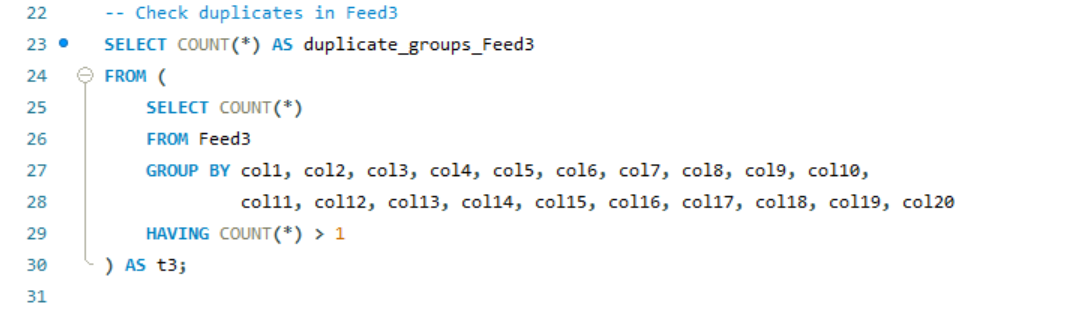 22 -- Check duplicates in Feed3
23 SELECT COUNT(*) AS duplicate_groups_Feed3
24 FROM (
25 SELECT COUNT(*)
26 FROM Feed3
27 GROUP BY col1, col2, col3, col4, col5, col6, col7, col8, col9, col10,
28 col11, col12, col13, col14, col15, col16, col17, col18, col19, col20
29 HAVING COUNT(*) > 1
30 ) AS t3;
31